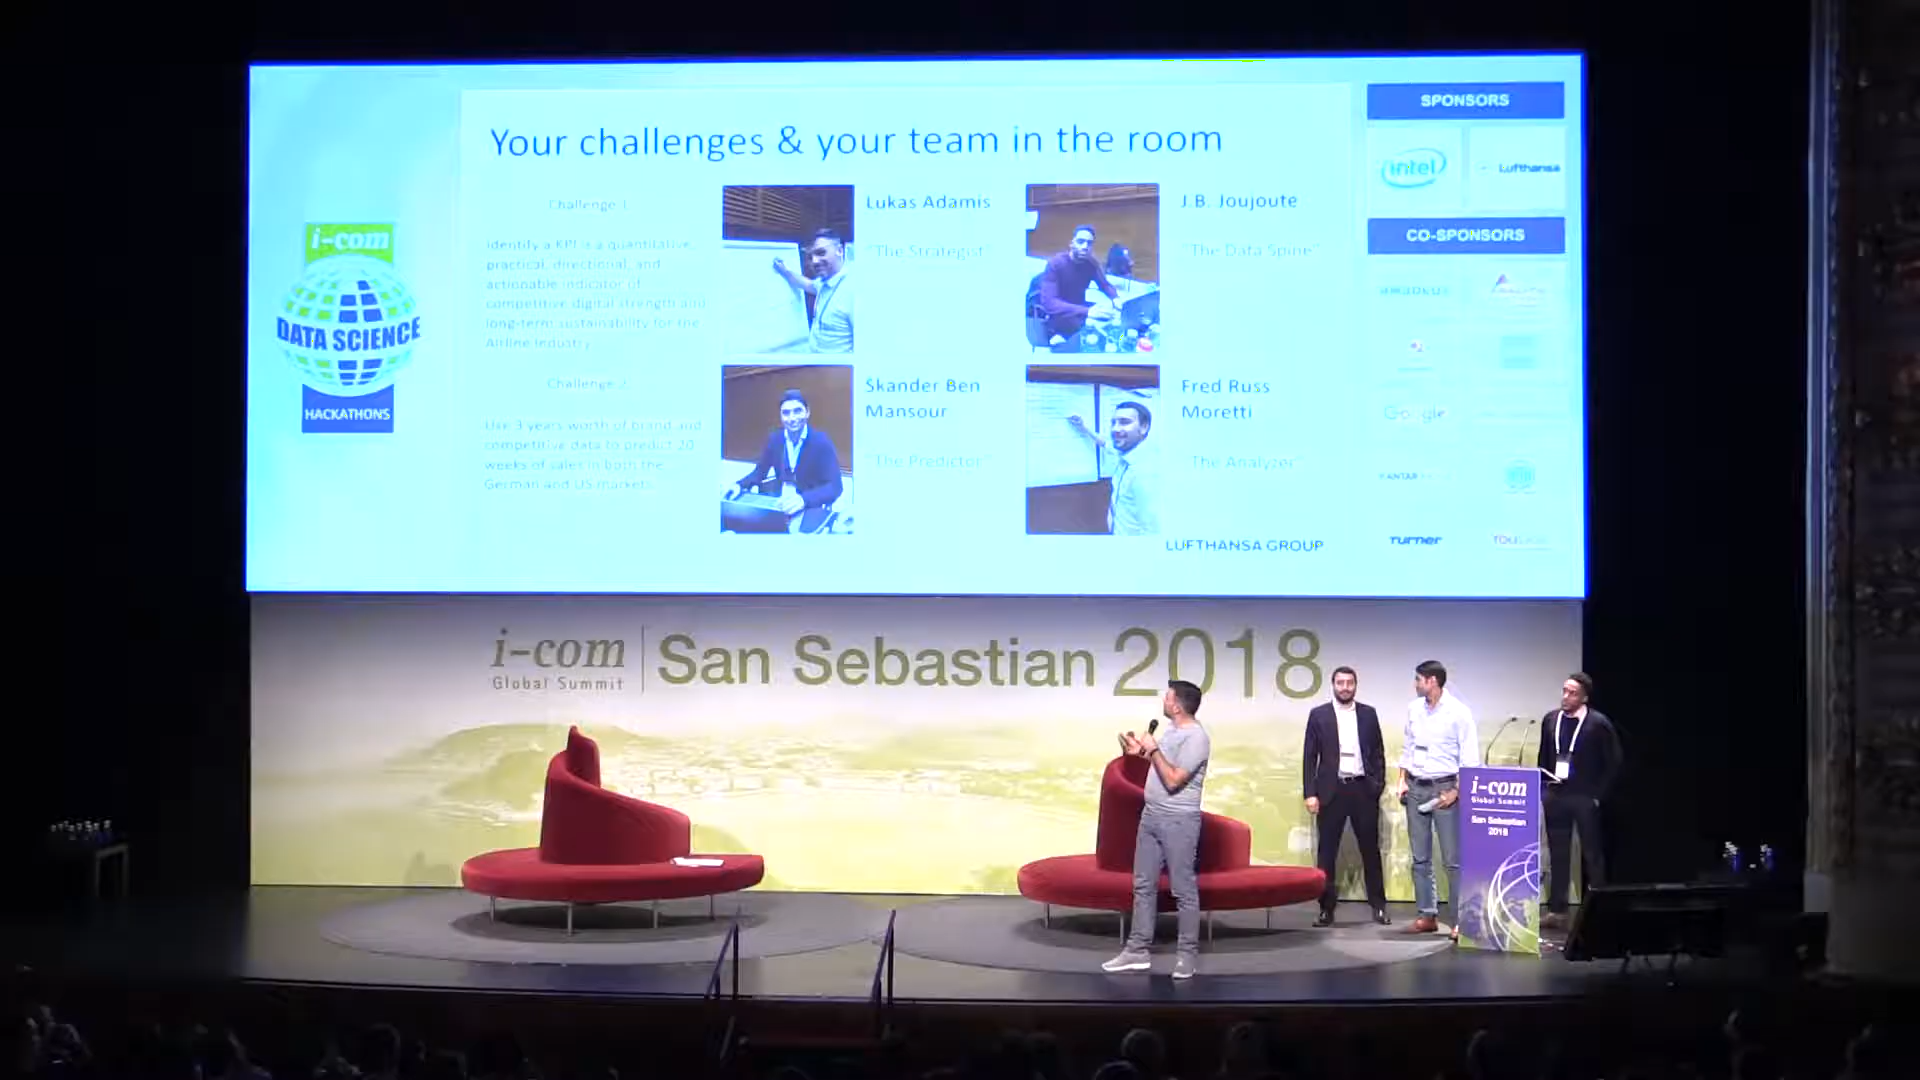 Your challenges & your team in the room
Challenge 1
Identify a KPI is a quantitative,
practical, directional, and
actionable indicator of
competitive digital strength and
long-term sustainability for the
Airline Industry
Challenge 2
Use 3 years worth of brand and
competitive data to predict 20
weeks of sales in both the
German and US markets
Lukas Adamis
"The Strategist"
J.B. Joujoute
"The Data Spine"
Skander Ben
Mansour
"The Predictor"
Fred Russ
Moretti
"The Analyzer"
LUFTHANSA GROUP
i-com
DATA SCIENCE
HACKATHONS
SPONSORS
intel
Lufthansa
CO-SPONSORS
Google
KANTAR
Turner
i-com
Global Summit
San Sebastian 2018
i-com
Global Summit
San Sebastian
2018